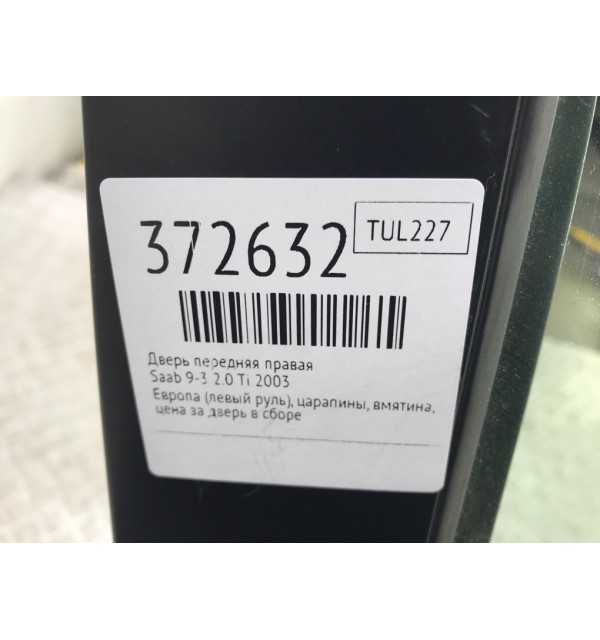 372632
TUL227
Дверь передняя правая
Saab 9-3 2.0 Ti 2003
Европа (левый руль), царапины, вмятина,
цена за дверь в сборе